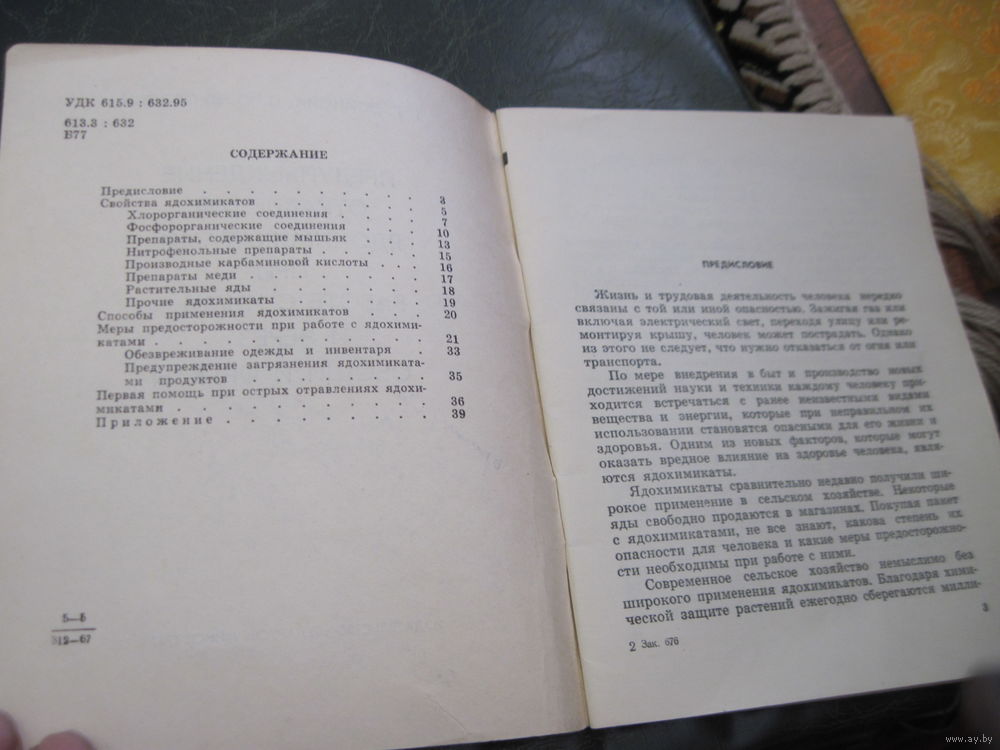 УДК 615.9 : 632.95
613.3 : 632
Б77
СОДЕРЖАНИЕ
Предисловие . . . . . . . . 3
Свойства ядохимикатов . . . . . . 5
Хлорорганические соединения . . . . 7
Фосфорорганические соединения . . . 10
Препараты, содержащие мышьяк . . . 13
Нитрофенольные препараты . . . . 15
Производные карбаминовой кислоты . . . 16
Препараты меди . . . . . . 17
Растительные яды . . . . . . 18
Прочие ядохимикаты . . . . . 19
Способы применения ядохимикатов . . . 20
Меры предосторожности при работе с ядохими-
катами . . . . . . . . . 21
Обезвреживание одежды и инвентаря . . 33
Предупреждение загрязнения ядохимиката-
ми продуктов . . . . . . . 35
Первая помощь при острых отравлениях ядохи-
микатами . . . . . . . . 36
Приложение . . . . . . . . 39
5—5
312—67
ПРЕДИСЛОВИЕ
Жизнь и трудовая деятельность человека нередко
связаны с той или иной опасностью. Зажигая газ или
включая электрический свет, переходя улицу или ре-
монтируя крышу, человек может пострадать. Однако
из этого не следует, что нужно отказаться от огня или
транспорта.
По мере внедрения в быт и производство новых
достижений науки и техники каждому человеку при-
ходится встречаться с ранее неизвестными видами
вещества и энергии, которые при неправильном их
использовании становятся опасными для его жизни и
здоровья. Одним из новых факторов, которые могут
оказать вредное влияние на здоровье человека, явля-
ются ядохимикаты.
Ядохимикаты сравнительно недавно получили ши-
рокое применение в сельском хозяйстве. Некоторые
яды свободно продаются в магазинах. Покупая пакет
с ядохимикатами, не все знают, какова степень их
опасности для человека и какие меры предосторожно-
сти необходимы при работе с ними.
Современное сельское хозяйство немыслимо без
широкого применения ядохимикатов. Благодаря хими-
ческой защите растений ежегодно сберегаются милли-
3
2 Зак. 676
www.ay.by